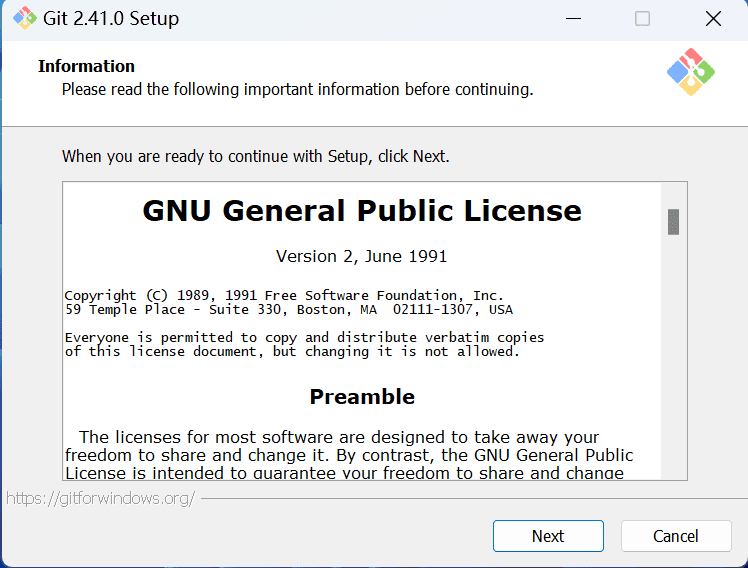 Git 2.41.0 Setup
Information
Please read the following important information before continuing.
When you are ready to continue with Setup, click Next.
GNU General Public License
Version 2, June 1991
Copyright (C) 1989, 1991 Free Software Foundation, Inc.
59 Temple Place - Suite 330, Boston, MA  02111-1307, USA
Everyone is permitted to copy and distribute verbatim copies
of this license document, but changing it is not allowed.
Preamble
The licenses for most software are designed to take away your
freedom to share and change it. By contrast, the GNU General Public
License is intended to guarantee your freedom to share and change
https://gitforwindows.org/
Next
Cancel